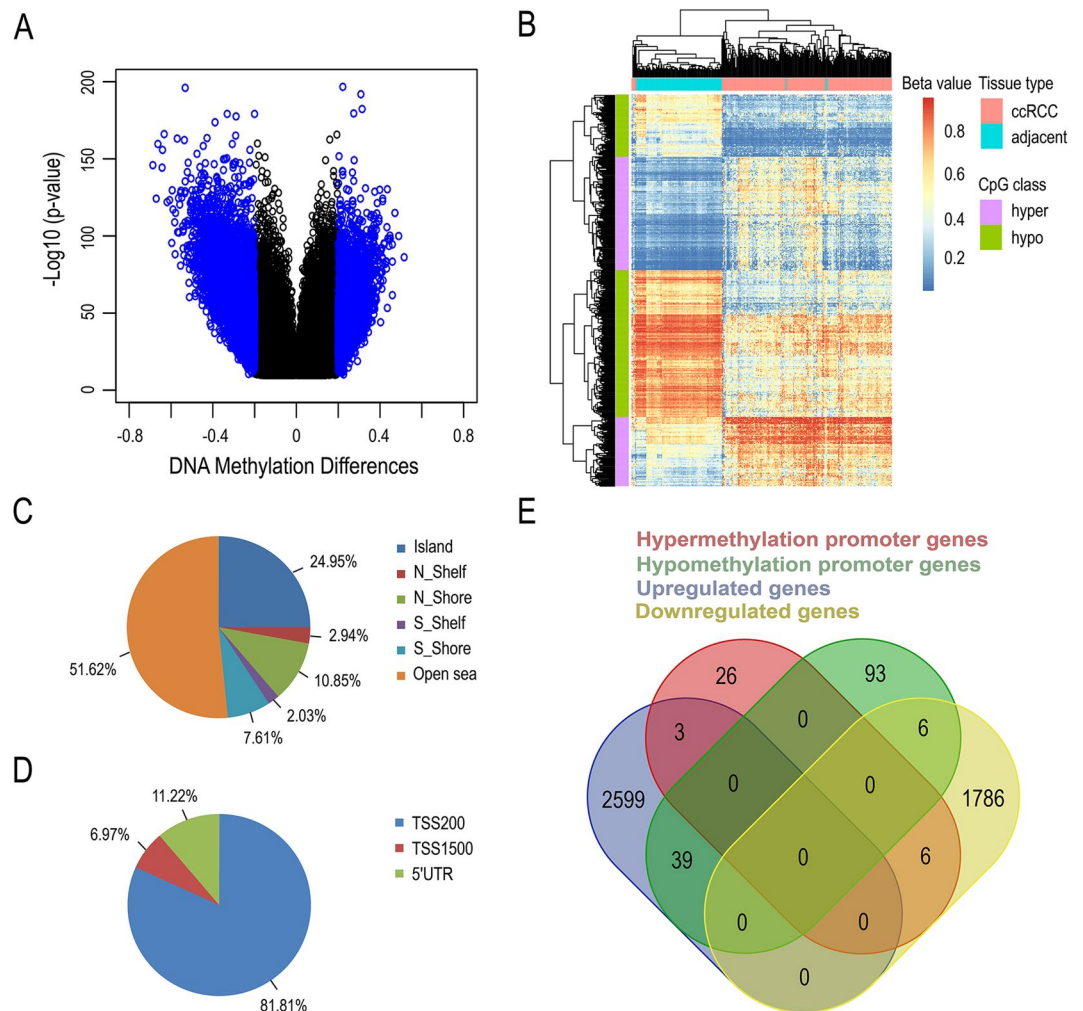 A
-Log10 (p-value)
200
150
100
50
0
-0.8
-0.4
0
0.4
0.8
DNA Methylation Differences
B
Beta value
0.8
0.6
0.4
0.2
Tissue type
ccRCC
adjacent
CpG class
hyper
hypo
C
24.95%
2.94%
10.85%
2.03%
7.61%
51.62%
Island
N_Shelf
N_Shore
S_Shelf
S_Shore
Open sea
D
11.22%
6.97%
81.81%
TSS200
TSS1500
5'UTR
E
Hypermethylation promoter genes
Hypomethylation promoter genes
Upregulated genes
Downregulated genes
26
93
3
0
6
2599
0
0
1786
39
0
6
0
0
0